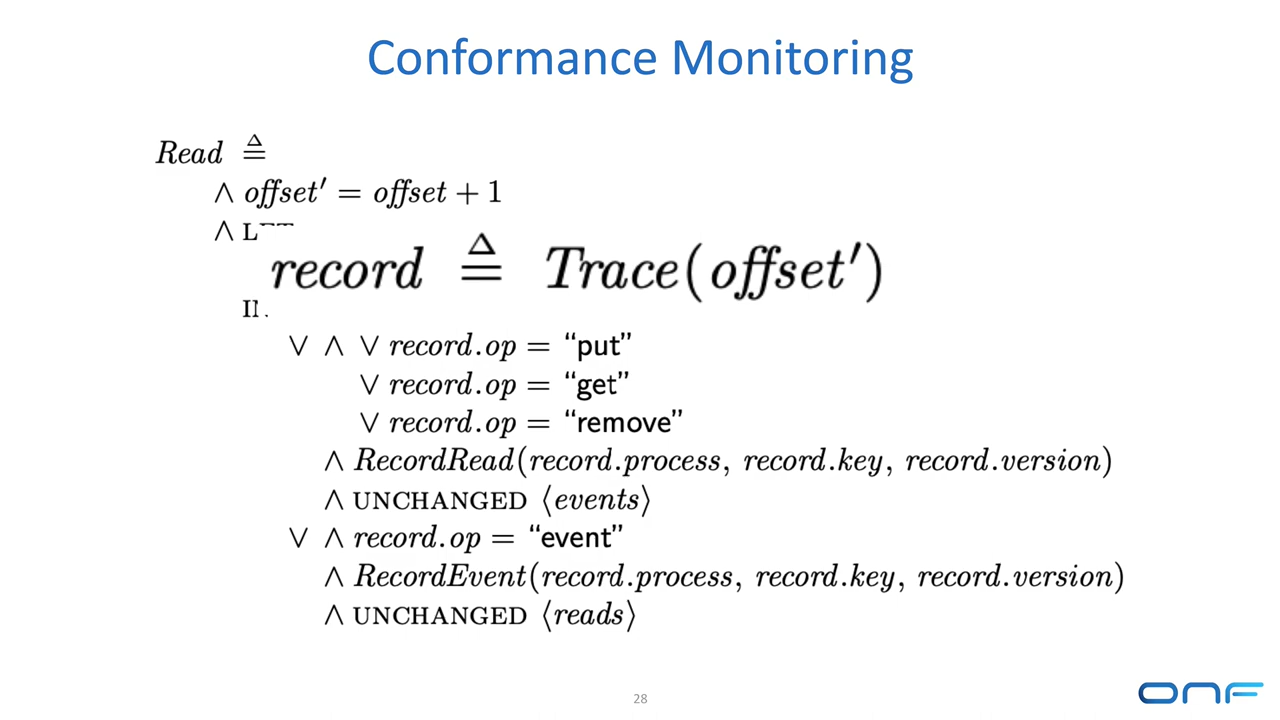 Conformance Monitoring
Read ≜
∧ offset′ = offset + 1
∧
record ≜ Trace(offset′)
∨ ∧ ∨ record.op = “put”
∨ record.op = “get”
∨ record.op = “remove”
∧ RecordRead(record.process, record.key, record.version)
∧ UNCHANGED ⟨events⟩
∨ ∧ record.op = “event”
∧ RecordEvent(record.process, record.key, record.version)
∧ UNCHANGED ⟨reads⟩
28
ONF